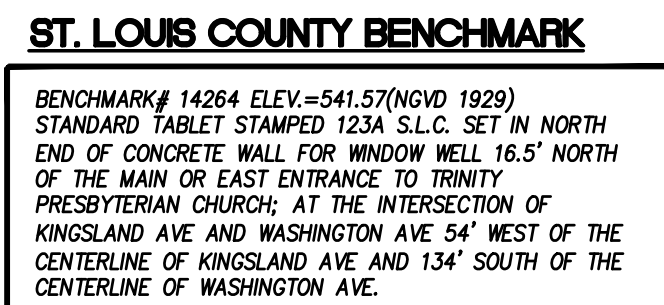 ST. LOUIS COUNTY BENCHMARK
BENCHMARK# 14264 ELEV.=541.57(NGVD 1929)
STANDARD TABLET STAMPED 123A S.L.C. SET IN NORTH
END OF CONCRETE WALL FOR WINDOW WELL 16.5' NORTH
OF THE MAIN OR EAST ENTRANCE TO TRINITY
PRESBYTERIAN CHURCH; AT THE INTERSECTION OF
KINGSLAND AVE AND WASHINGTON AVE 54' WEST OF THE
CENTERLINE OF KINGSLAND AVE AND 134' SOUTH OF THE
CENTERLINE OF WASHINGTON AVE.